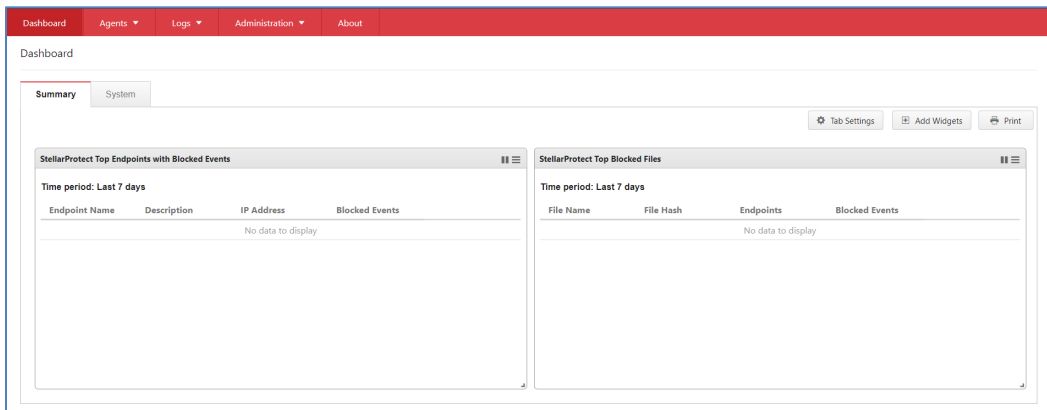 Dashboard Agents Logs Administration About
Dashboard
Summary System
Tab Settings Add Widgets Print
StellarProtect Top Endpoints with Blocked Events
Time period: Last 7 days
Endpoint Name Description IP Address Blocked Events
No data to display
StellarProtect Top Blocked Files
Time period: Last 7 days
File Name File Hash Endpoints Blocked Events
No data to display